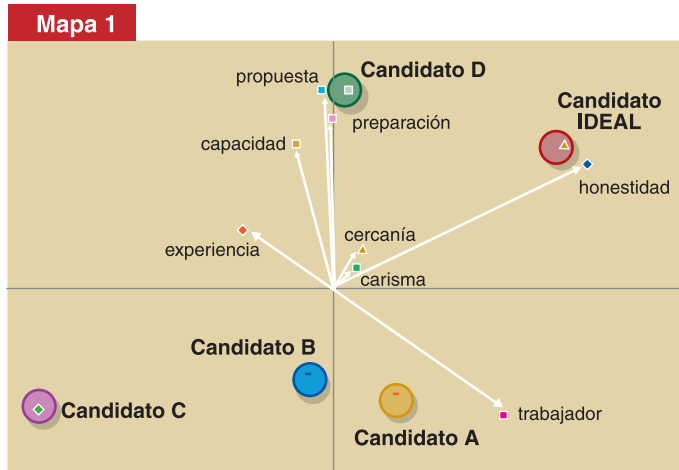 Mapa 1
propuesta
Candidato D
Candidato
IDEAL
preparación
capacidad
honestidad
cercanía
experiencia
carisma
Candidato B
Candidato C
trabajador
Candidato A